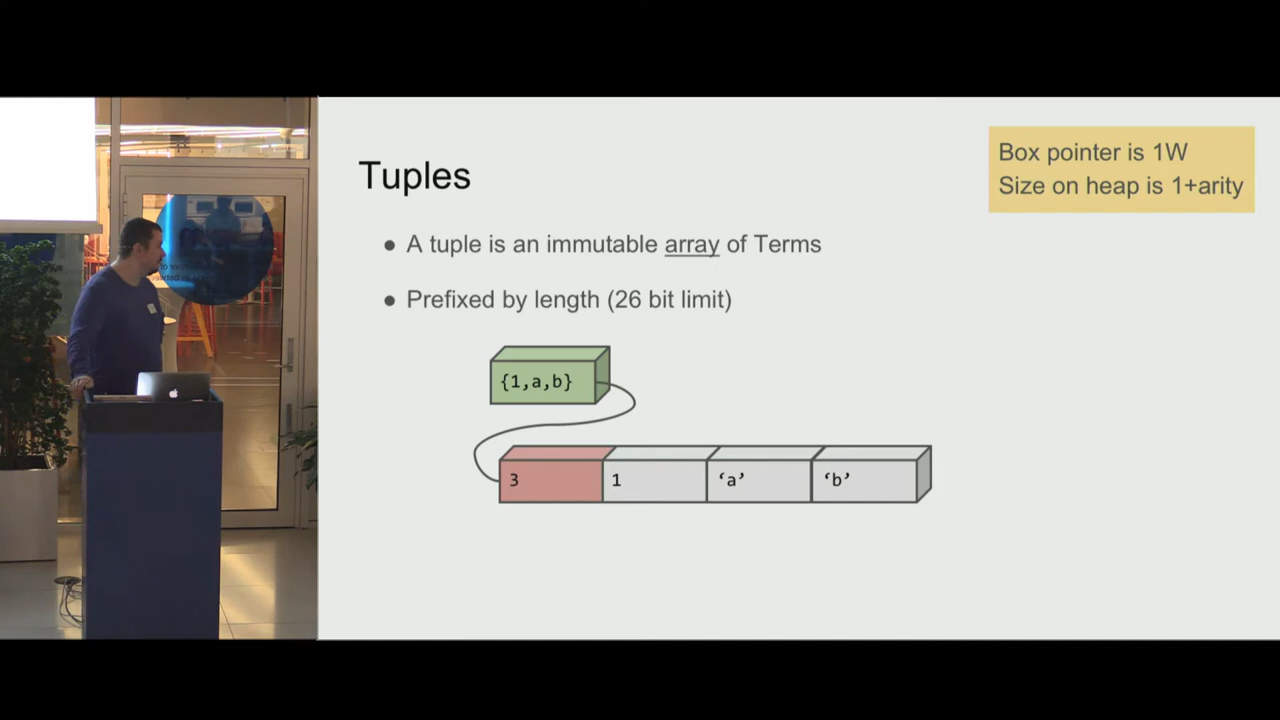 Tuples
Box pointer is 1W
Size on heap is 1+arity
● A tuple is an immutable array of Terms
● Prefixed by length (26 bit limit)
{1,a,b}
3 1 ‘a’ ‘b’